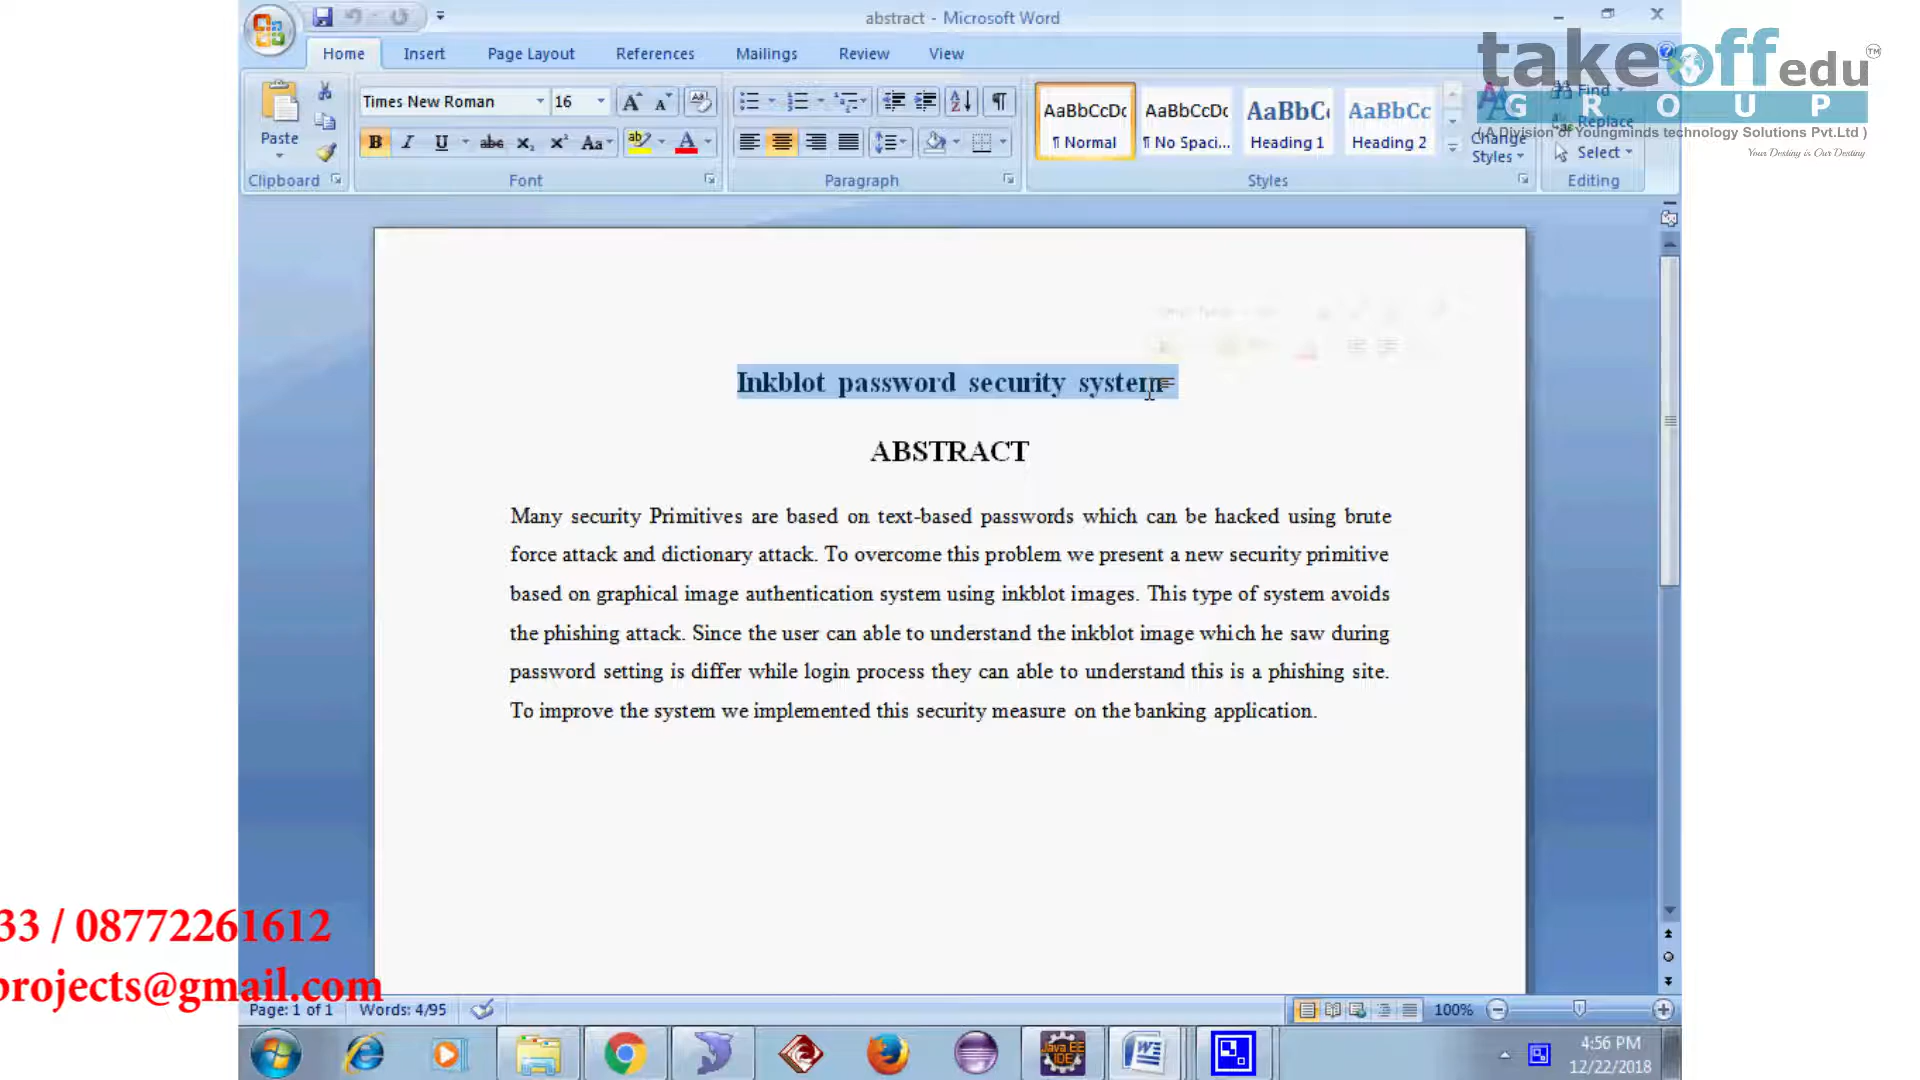 abstract - Microsoft Word
takeoff edu ™
GROUP
( A Division of Youngminds technology Solutions Pvt.Ltd )
Your Destiny is Our Destiny
Home Insert Page Layout References Mailings Review View
Paste
Clipboard
Times New Roman 16
Font
Paragraph
AaBbCcDc AaBbCcDc AaBbC AaBbCc
¶ Normal ¶ No Spaci... Heading 1 Heading 2
Change
Styles
Styles
Find
Replace
Select
Editing
Inkblot password security system
ABSTRACT
Many security Primitives are based on text-based passwords which can be hacked using brute
force attack and dictionary attack. To overcome this problem we present a new security primitive
based on graphical image authentication system using inkblot images. This type of system avoids
the phishing attack. Since the user can able to understand the inkblot image which he saw during
password setting is differ while login process they can able to understand this is a phishing site.
To improve the system we implemented this security measure on the banking application.
33 / 08772261612
projects@gmail.com
Page: 1 of 1 Words: 4/95
100%
Java EE
IDE
4:56 PM
12/22/2018